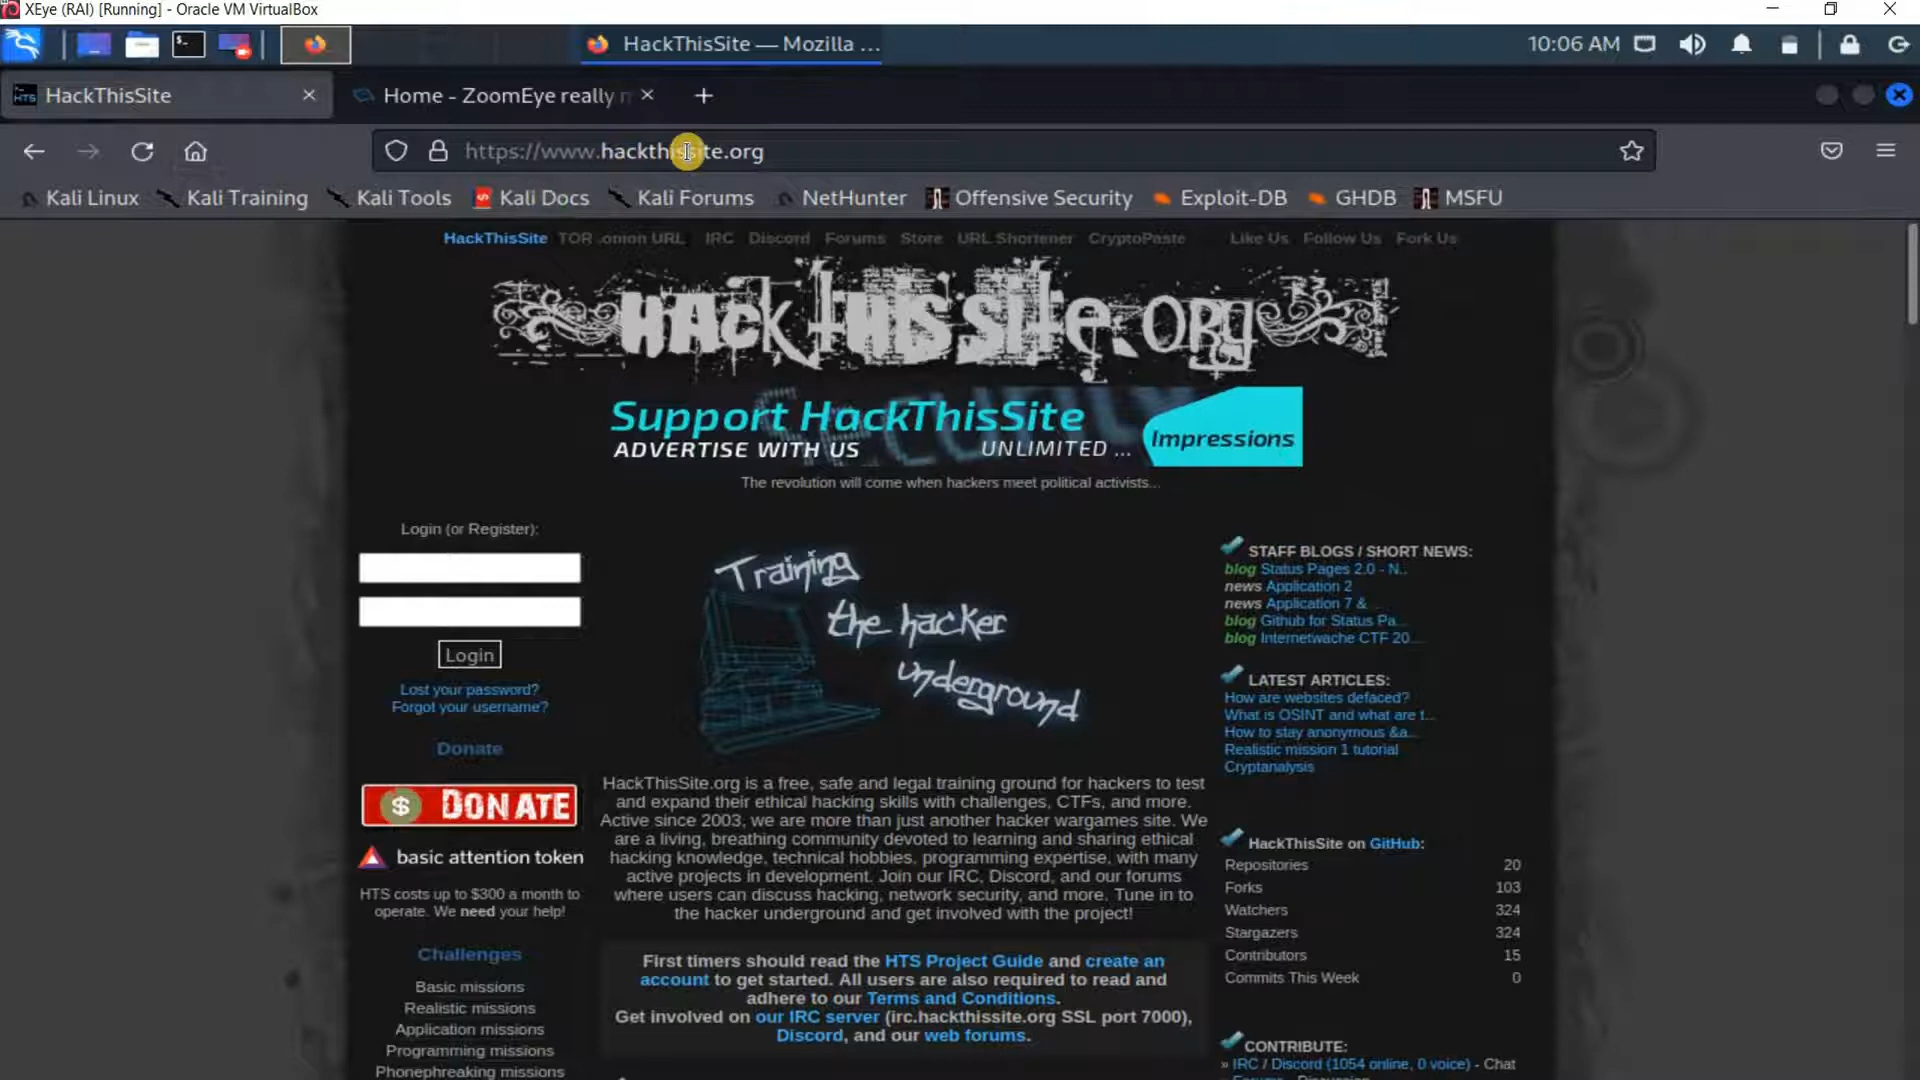 XEye (RAI) [Running] - Oracle VM VirtualBox
HackThisSite — Mozilla ...
10:06 AM
HackThisSite
Home - ZoomEye really
https://www.hackthissite.org
Kali Linux
Kali Training
Kali Tools
Kali Docs
Kali Forums
NetHunter
Offensive Security
Exploit-DB
GHDB
MSFU
HackThisSite TOR .onion URL IRC Discord Forums Store URL Shortener CryptoPaste Like Us Follow Us Fork Us
HackThisSite.ORG
Support HackThisSite
ADVERTISE WITH US
UNLIMITED ...
Impressions
The revolution will come when hackers meet political activists...
Login (or Register):
Login
Lost your password?
Forgot your username?
Donate
$ DONATE
basic attention token
HTS costs up to $300 a month to
operate. We need your help!
Challenges
Basic missions
Realistic missions
Application missions
Programming missions
Phonephreaking missions
Training
the hacker
underground
HackThisSite.org is a free, safe and legal training ground for hackers to test
and expand their ethical hacking skills with challenges, CTFs, and more.
Active since 2003, we are more than just another hacker wargames site. We
are a living, breathing community devoted to learning and sharing ethical
hacking knowledge, technical hobbies, programming expertise, with many
active projects in development. Join our IRC, Discord, and our forums
where users can discuss hacking, network security, and more. Tune in to
the hacker underground and get involved with the project!
First timers should read the HTS Project Guide and create an
account to get started. All users are also required to read and
adhere to our Terms and Conditions.
Get involved on our IRC server (irc.hackthissite.org SSL port 7000),
Discord, and our web forums.
STAFF BLOGS / SHORT NEWS:
blog Status Pages 2.0 - N..
news Application 2
news Application 7 & ...
blog Github for Status Pa...
blog Internetwache CTF 20...
LATEST ARTICLES:
How are websites defaced?
What is OSINT and what are t...
How to stay anonymous &a...
Realistic mission 1 tutorial
Cryptanalysis
HackThisSite on GitHub:
Repositories 20
Forks 103
Watchers 324
Stargazers 324
Contributors 15
Commits This Week 0
CONTRIBUTE:
» IRC / Discord (1054 online, 0 voice) - Chat